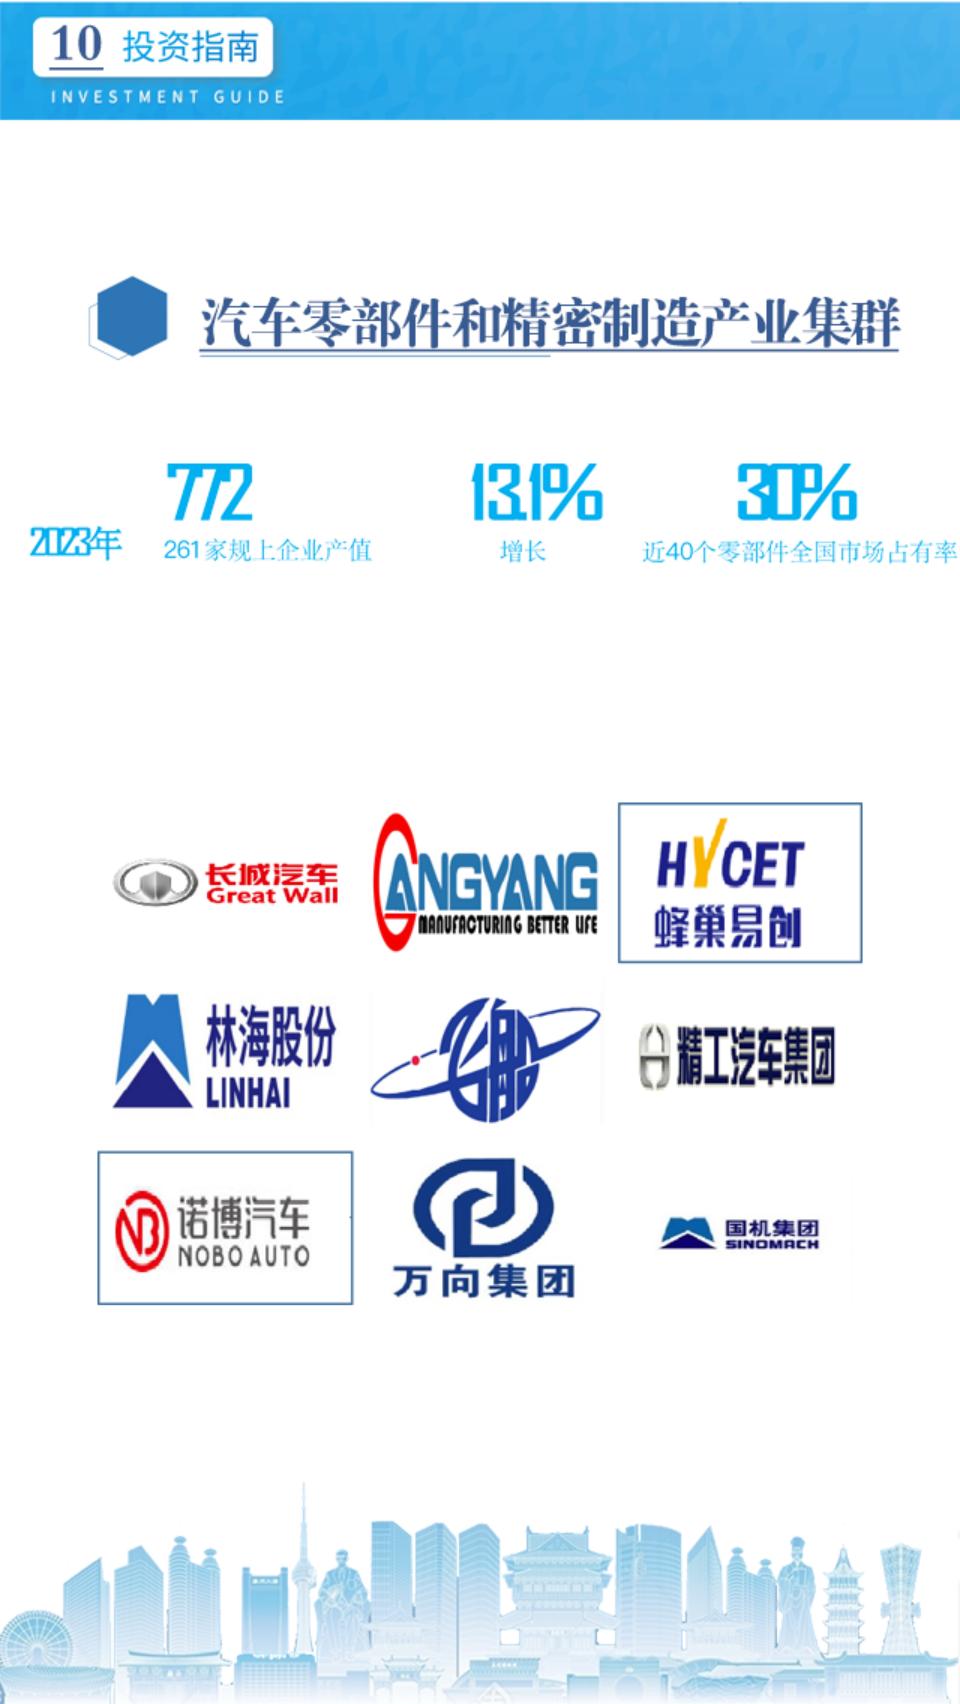 10 投资指南
INVESTMENT GUIDE
汽车零部件和精密制造产业集群
2023年
772
261家规上企业产值
13.1%
增长
30%
近40个零部件全国市场占有率
长城汽车
Great Wall
GANGYANG
MANUFACTURING BETTER LIFE
HYCET
蜂巢易创
林海股份
LINHAI
飞船
精工汽车集团
诺博汽车
NOBO AUTO
万向集团
国机集团
SINOMACH